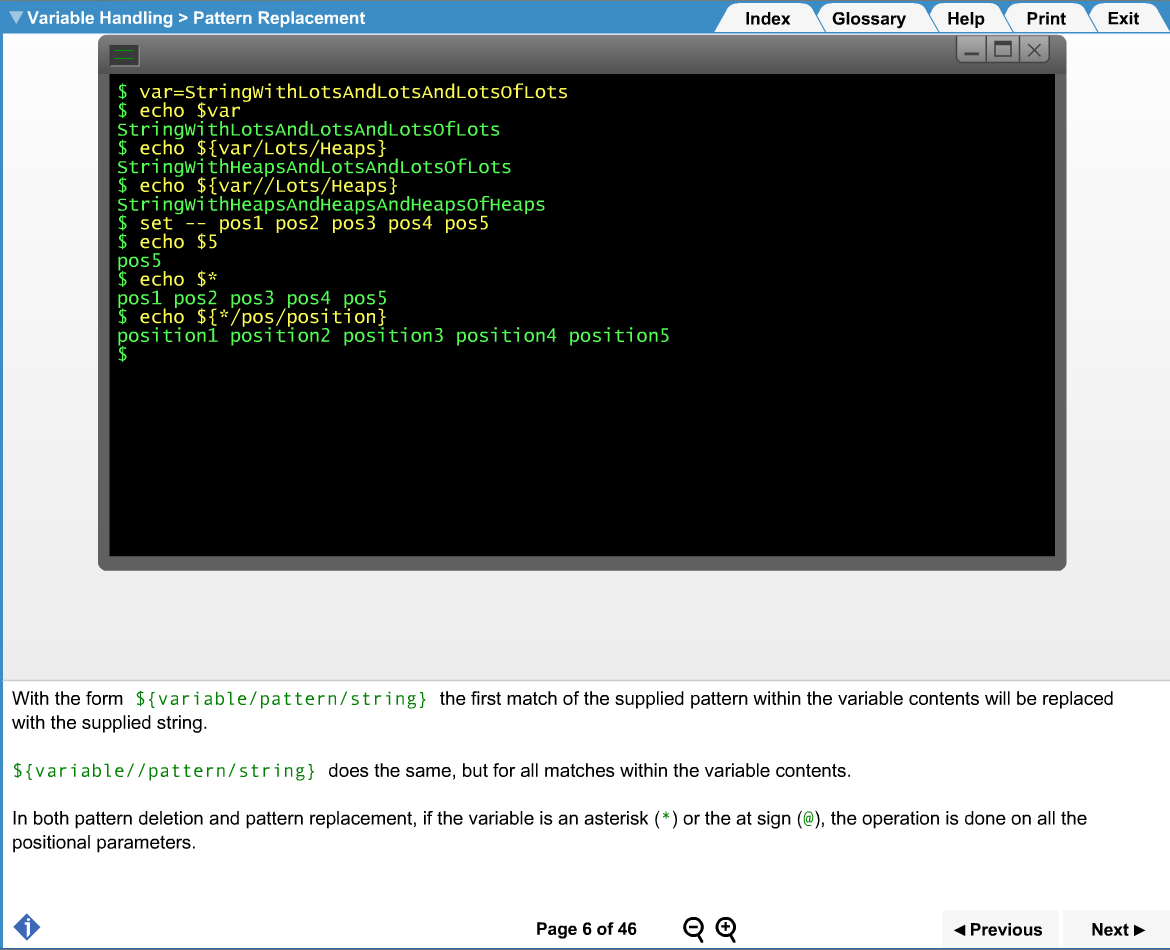 Variable Handling > Pattern Replacement
Index Glossary Help Print Exit
$ var=StringWithLotsAndLotsAndLotsOfLots
$ echo $var
StringWithLotsAndLotsAndLotsOfLots
$ echo ${var/Lots/Heaps}
StringWithHeapsAndLotsAndLotsOfLots
$ echo ${var//Lots/Heaps}
StringWithHeapsAndHeapsAndHeapsOfHeaps
$ set -- pos1 pos2 pos3 pos4 pos5
$ echo $5
pos5
$ echo $*
pos1 pos2 pos3 pos4 pos5
$ echo ${*/pos/position}
position1 position2 position3 position4 position5
$
With the form ${variable/pattern/string} the first match of the supplied pattern within the variable contents will be replaced
with the supplied string.
${variable//pattern/string} does the same, but for all matches within the variable contents.
In both pattern deletion and pattern replacement, if the variable is an asterisk (*) or the at sign (@), the operation is done on all the
positional parameters.
i Page 6 of 46 Previous Next